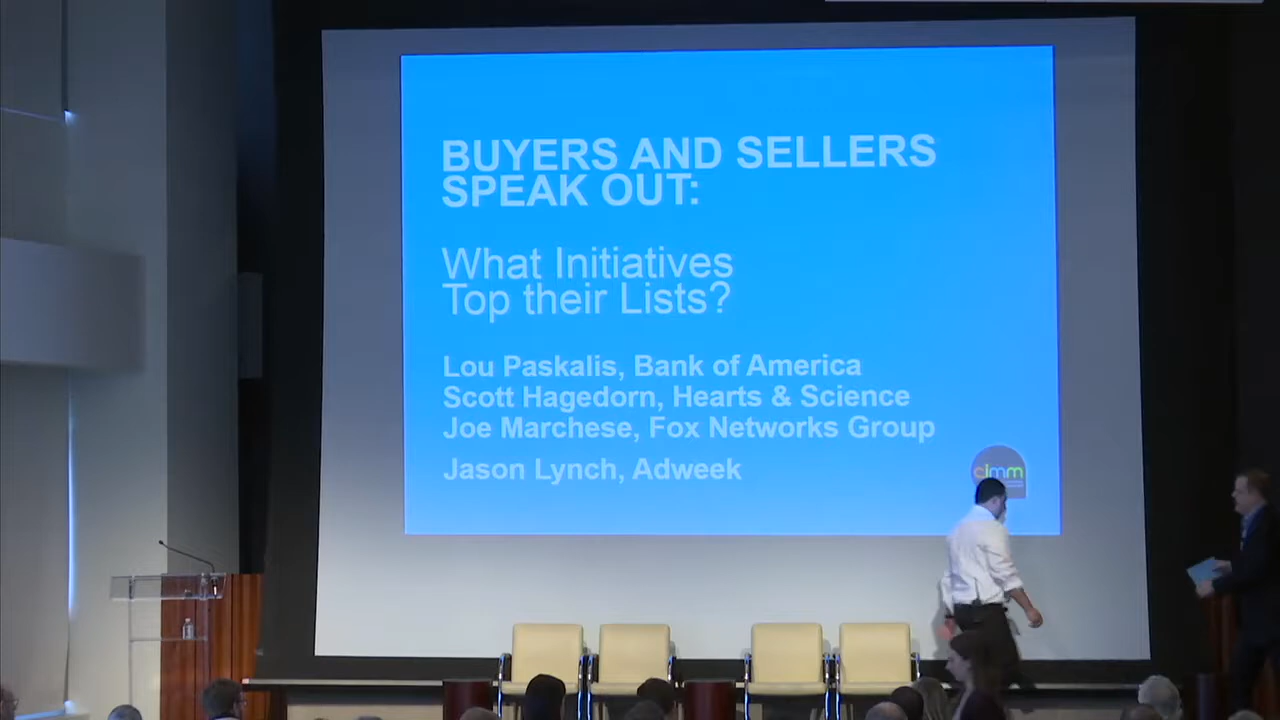 BUYERS AND SELLERS
SPEAK OUT:
What Initiatives
Top their Lists?
Lou Paskalis, Bank of America
Scott Hagedorn, Hearts & Science
Joe Marchese, Fox Networks Group
Jason Lynch, Adweek
cimm